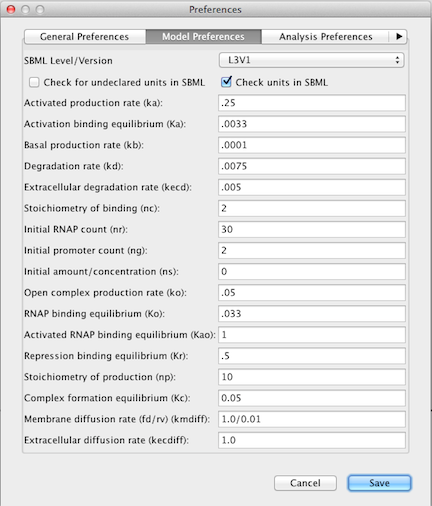 Preferences
General Preferences Model Preferences Analysis Preferences
SBML Level/Version L3V1
Check for undeclared units in SBML Check units in SBML
Activated production rate (ka): .25
Activation binding equilibrium (Ka): .0033
Basal production rate (kb): .0001
Degradation rate (kd): .0075
Extracellular degradation rate (kecd): .005
Stoichiometry of binding (nc): 2
Initial RNAP count (nr): 30
Initial promoter count (ng): 2
Initial amount/concentration (ns): 0
Open complex production rate (ko): .05
RNAP binding equilibrium (Ko): .033
Activated RNAP binding equilibrium (Kao): 1
Repression binding equilibrium (Kr): .5
Stoichiometry of production (np): 10
Complex formation equilibrium (Kc): 0.05
Membrane diffusion rate (fd/rv) (kmdiff): 1.0/0.01
Extracellular diffusion rate (kecdiff): 1.0
Cancel Save